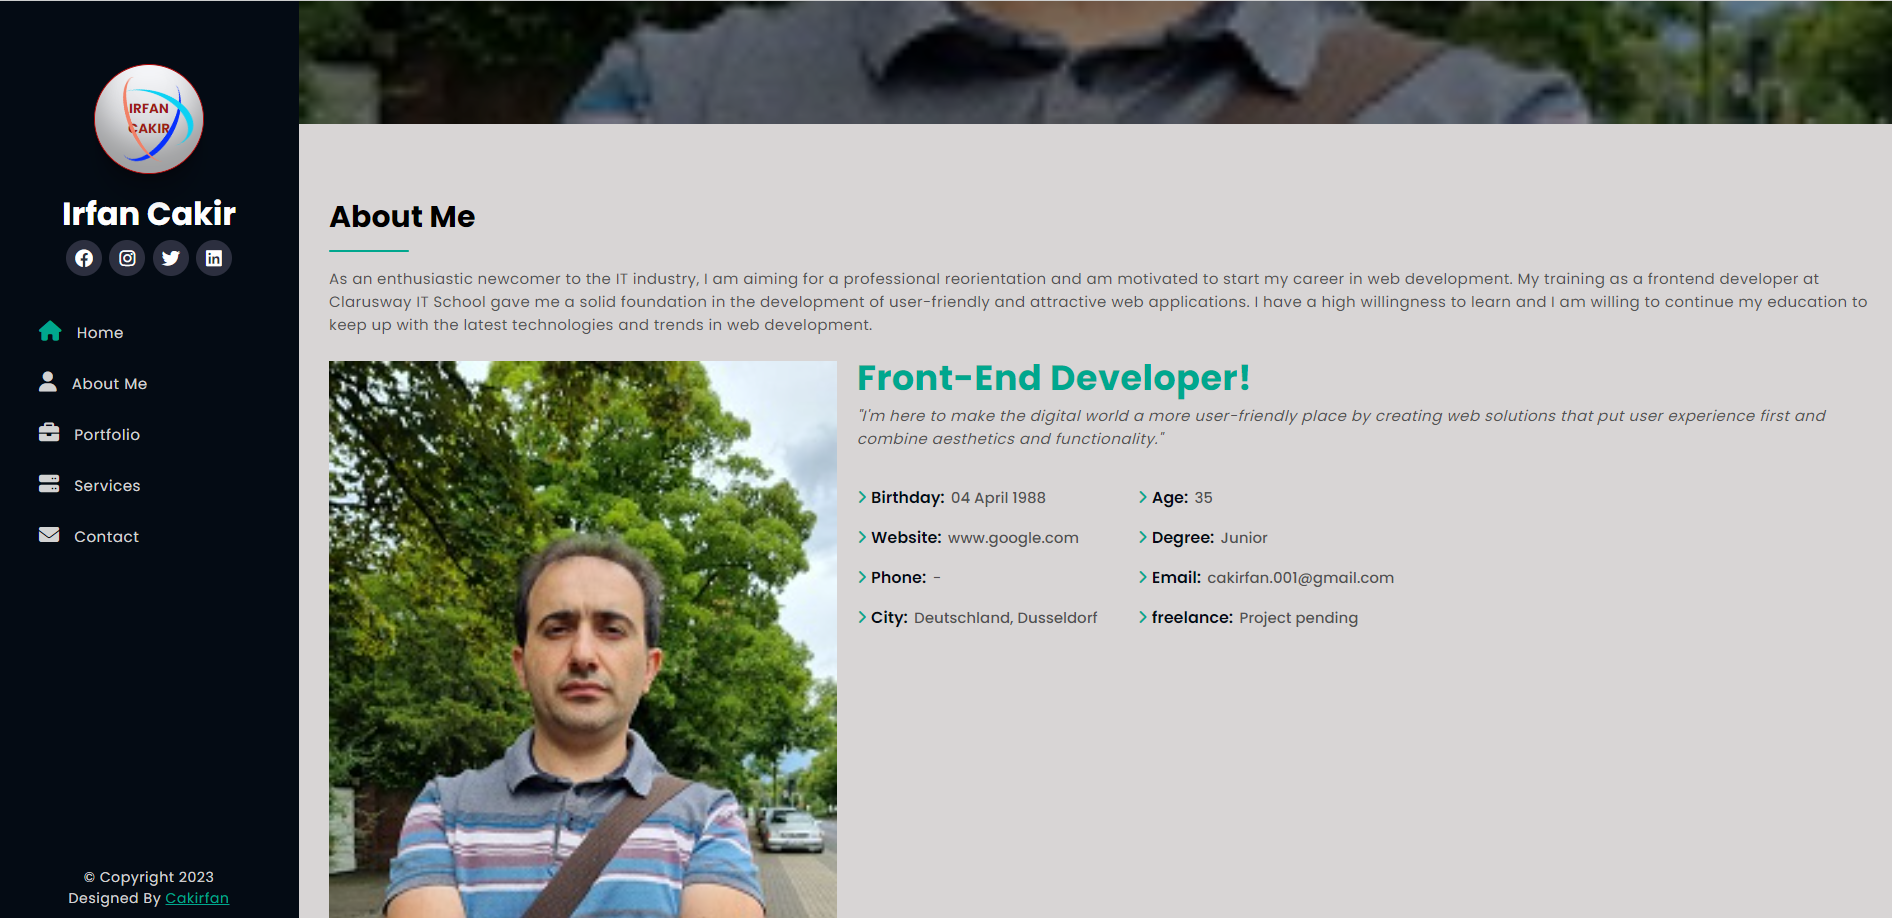 IRFAN
CAKIR
Irfan Cakir
Home
About Me
Portfolio
Services
Contact
© Copyright 2023
Designed By Cakirfan
About Me
As an enthusiastic newcomer to the IT industry, I am aiming for a professional reorientation and am motivated to start my career in web development. My training as a frontend developer at
Clarusway IT School gave me a solid foundation in the development of user-friendly and attractive web applications. I have a high willingness to learn and I am willing to continue my education to
keep up with the latest technologies and trends in web development.
Front-End Developer!
"I'm here to make the digital world a more user-friendly place by creating web solutions that put user experience first and
combine aesthetics and functionality."
Birthday: 04 April 1988
Age: 35
Website: www.google.com
Degree: Junior
Phone: -
Email: cakirfan.001@gmail.com
City: Deutschland, Dusseldorf
freelance: Project pending